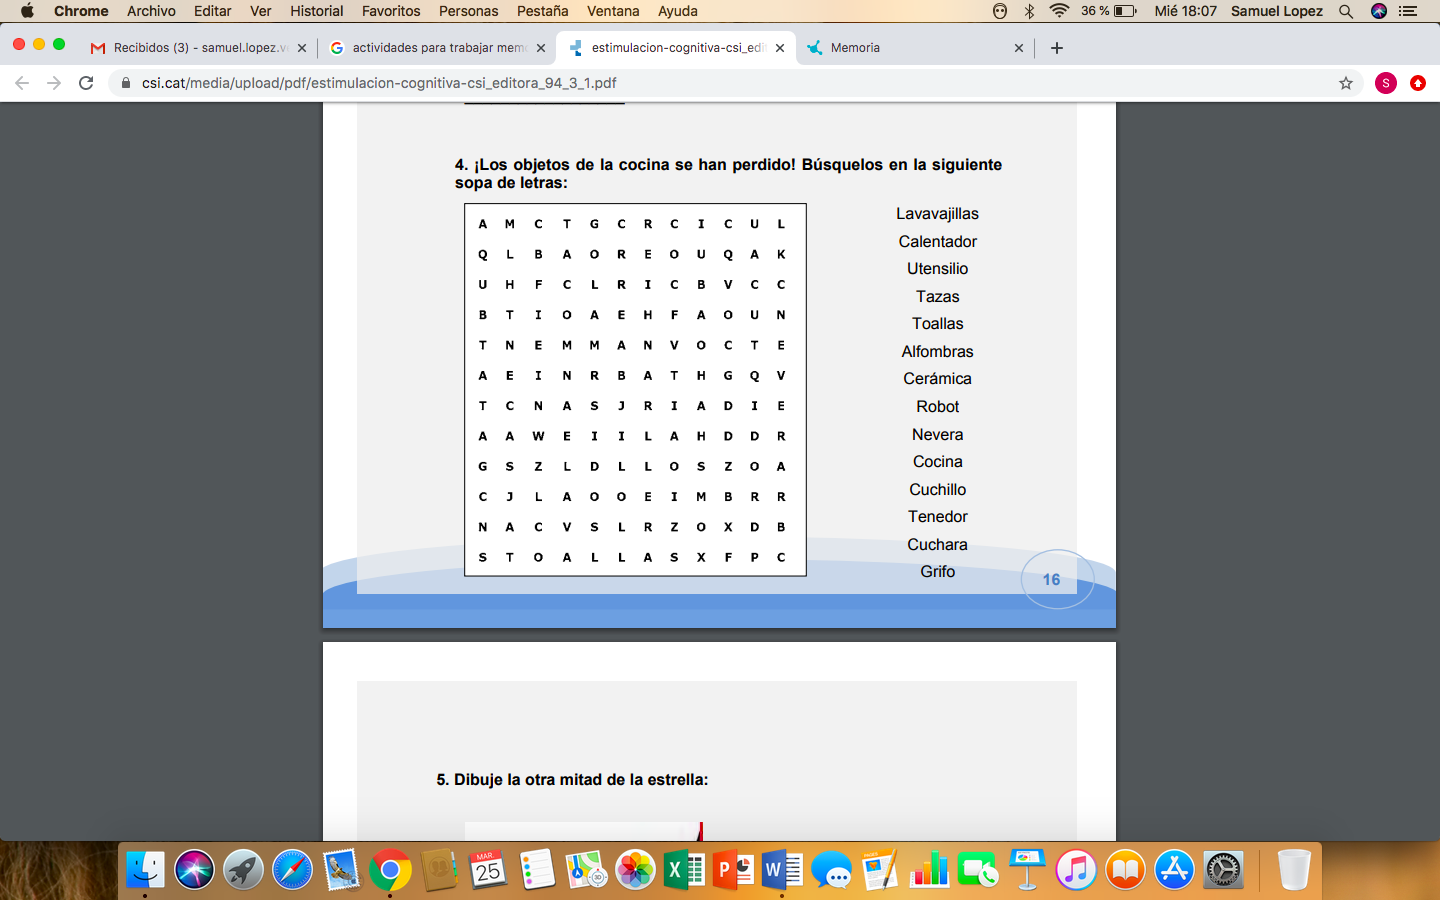 Chrome Archivo Editar Ver Historial Favoritos Personas Pestaña Ventana Ayuda 36 % Mié 18:07 Samuel Lopez
Recibidos (3) - samuel.lopez.v actividades para trabajar mem estimulacion-cognitiva-csi_edi Memoria
csi.cat/media/upload/pdf/estimulacion-cognitiva-csi_editora_94_3_1.pdf S
4. ¡Los objetos de la cocina se han perdido! Búsquelos en la siguiente
sopa de letras:
A M C T G C R C I C U L
Q L B A O R E O U Q A K
U H F C L R I C B V C C
B T I O A E H F A O U N
T N E M M A N V O C T E
A E I N R B A T H G Q V
T C N A S J R I A D I E
A A W E I I L A H D D R
G S Z L D L L O S Z O A
C J L A O O E I M B R R
N A C V S L R Z O X D B
S T O A L L A S X F P C
Lavavajillas
Calentador
Utensilio
Tazas
Toallas
Alfombras
Cerámica
Robot
Nevera
Cocina
Cuchillo
Tenedor
Cuchara
Grifo
16
5. Dibuje la otra mitad de la estrella:
MAR.
25